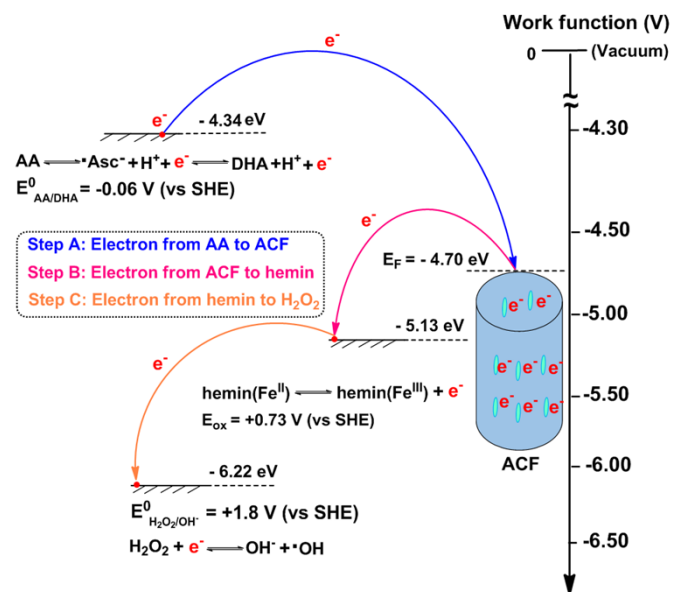 Work function (V)
0 (Vacuum)
e-
e-
- 4.34 eV
-4.30
AA ⇌ •Asc⁻ + H⁺ + e⁻ ⇌ DHA + H⁺ + e⁻
E⁰AA/DHA = -0.06 V (vs SHE)
e-
-4.50
Step A: Electron from AA to ACF
Step B: Electron from ACF to hemin
Step C: Electron from hemin to H₂O₂
EF = – 4.70 eV
e- e-
-5.00
- 5.13 eV
e-
e- e- e-
hemin(Feᴵᴵ) ⇌ hemin(Feᴵᴵᴵ) + e⁻
Eox = +0.73 V (vs SHE)
e- e- e-
-5.50
ACF
-6.00
- 6.22 eV
E⁰H₂O₂/OH⁻ = +1.8 V (vs SHE)
H₂O₂ + e⁻ ⇌ OH⁻ + •OH
-6.50